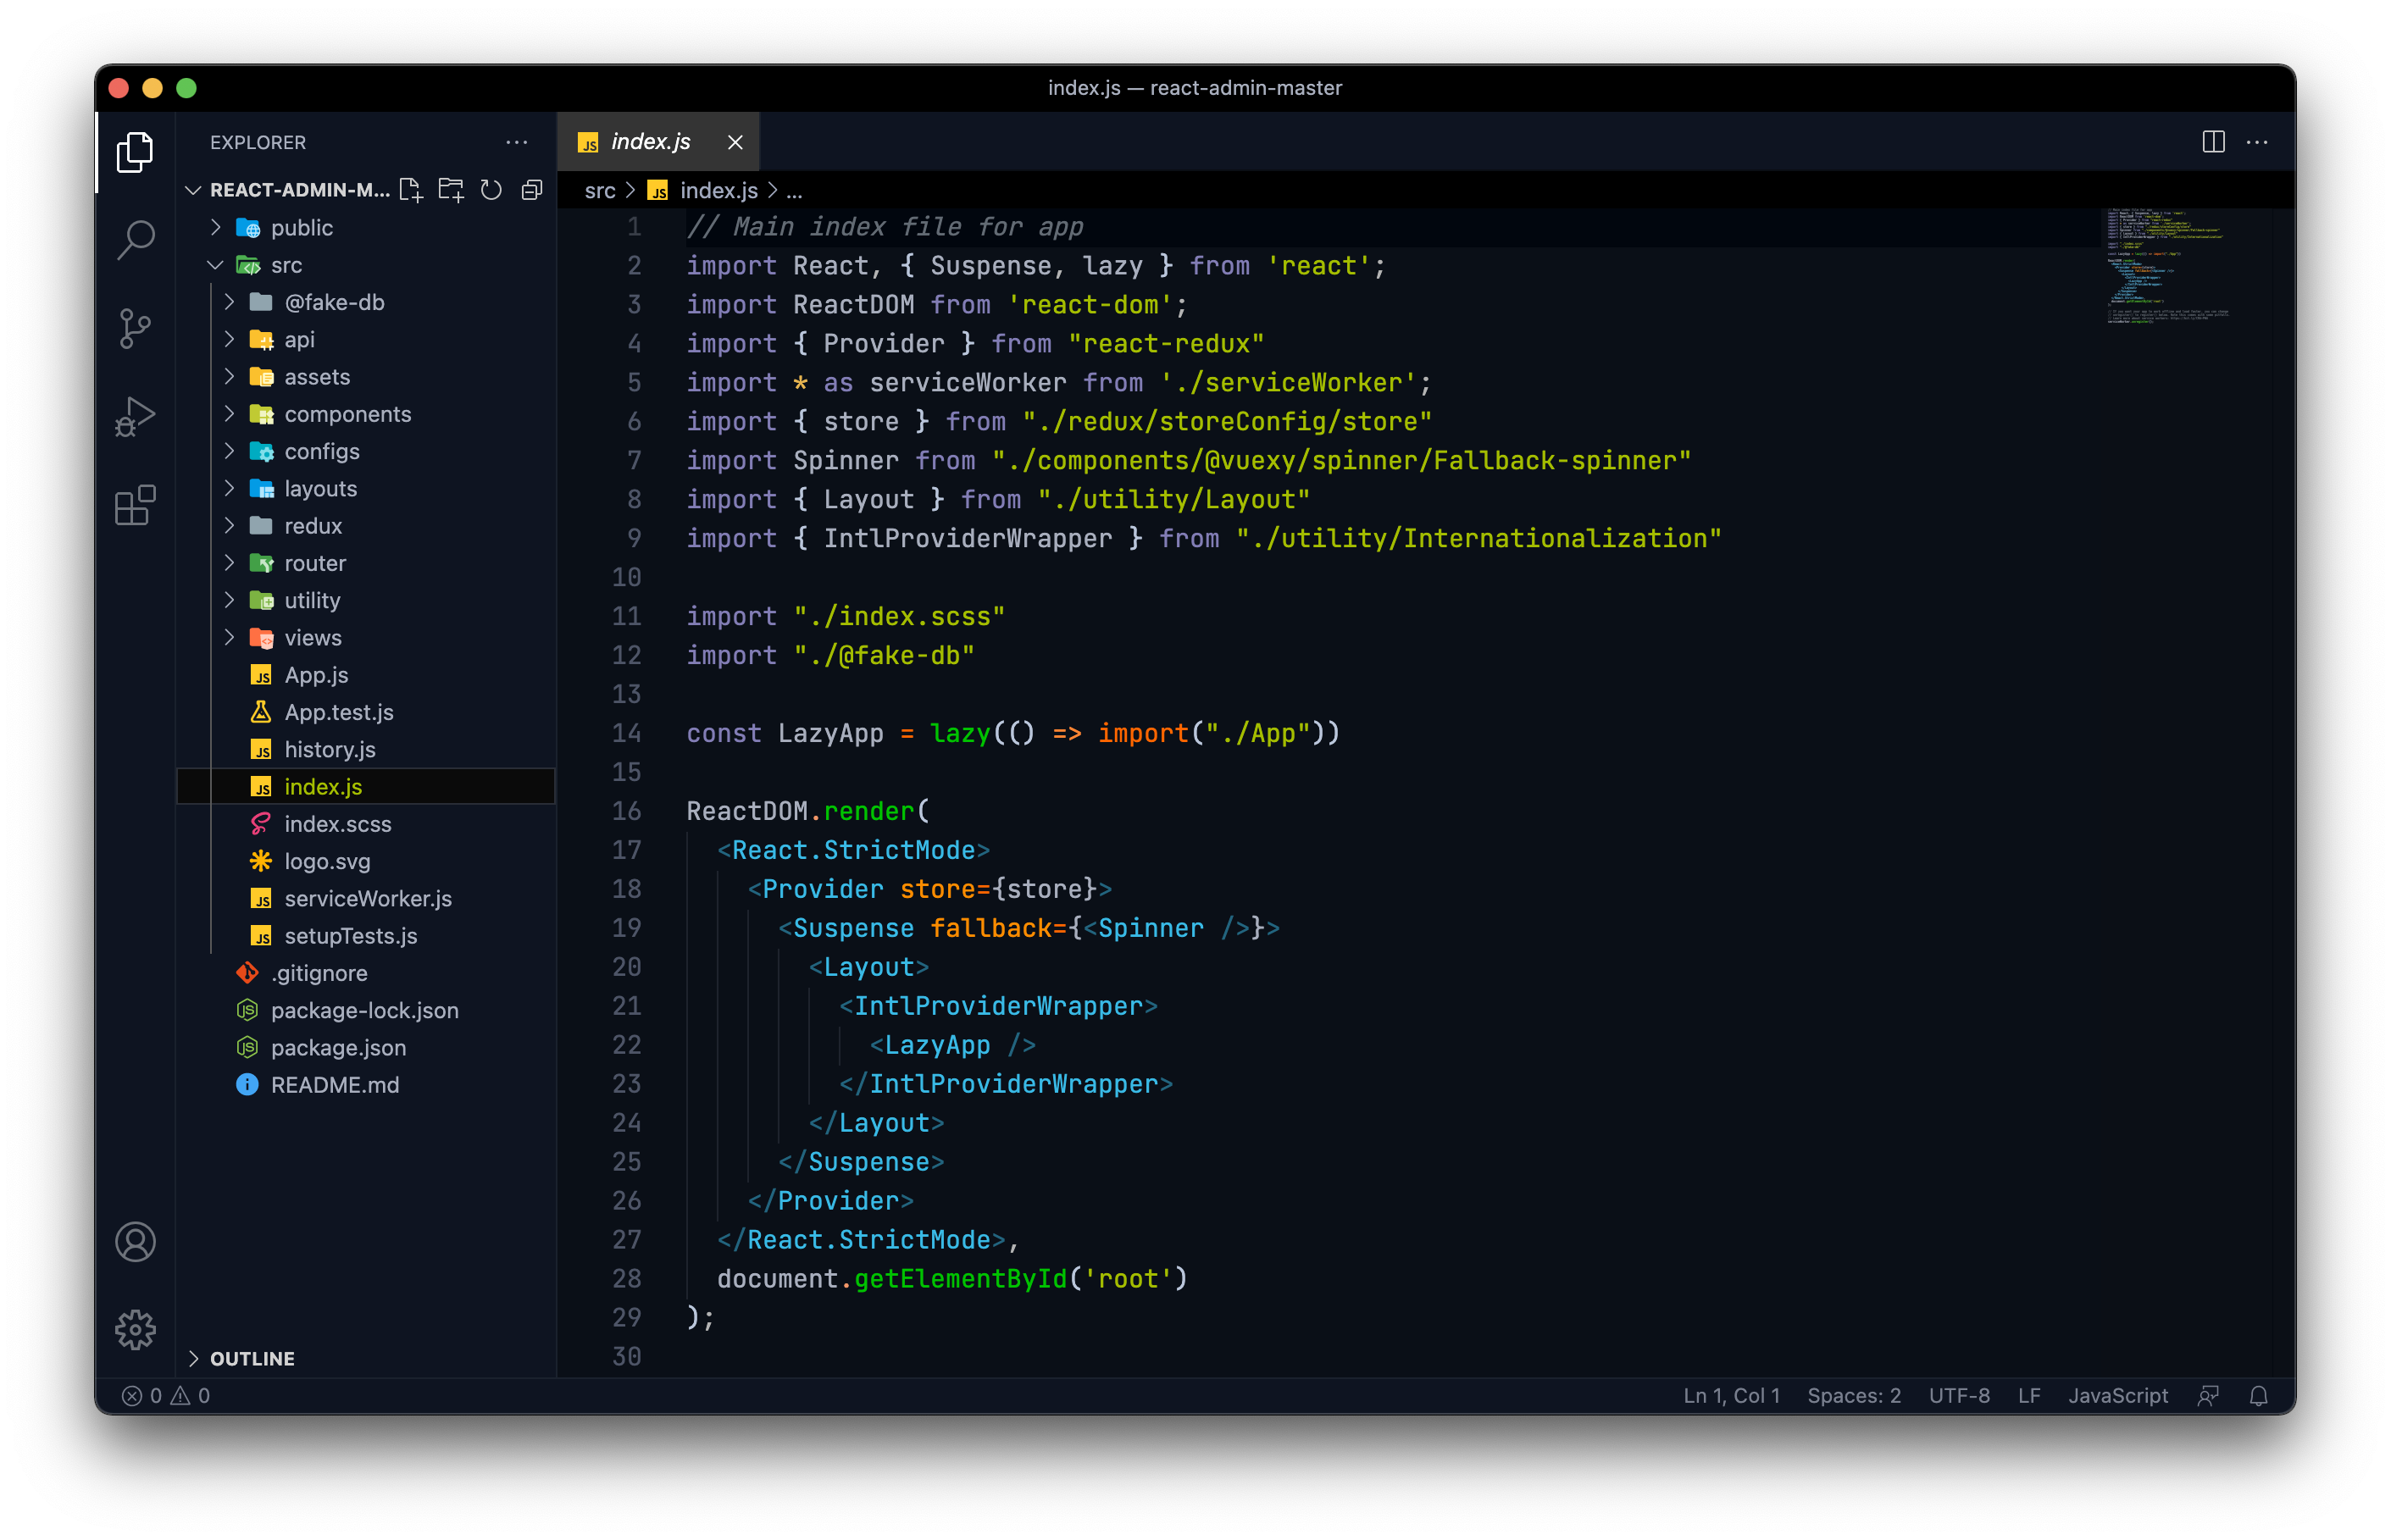 index.js — react-admin-master
EXPLORER
index.js
REACT-ADMIN-M...
src > index.js > ...
public
src
@fake-db
api
assets
components
configs
layouts
redux
router
utility
views
App.js
App.test.js
history.js
index.js
index.scss
logo.svg
serviceWorker.js
setupTests.js
.gitignore
package-lock.json
package.json
README.md
OUTLINE
1 // Main index file for app
2 import React, { Suspense, lazy } from 'react';
3 import ReactDOM from 'react-dom';
4 import { Provider } from "react-redux"
5 import * as serviceWorker from './serviceWorker';
6 import { store } from "./redux/storeConfig/store"
7 import Spinner from "./components/@vuexy/spinner/Fallback-spinner"
8 import { Layout } from "./utility/Layout"
9 import { IntlProviderWrapper } from "./utility/Internationalization"
10
11 import "./index.scss"
12 import "./@fake-db"
13
14 const LazyApp = lazy(() => import("./App"))
15
16 ReactDOM.render(
17   <React.StrictMode>
18     <Provider store={store}>
19       <Suspense fallback={<Spinner />}>
20         <Layout>
21           <IntlProviderWrapper>
22             <LazyApp />
23           </IntlProviderWrapper>
24         </Layout>
25       </Suspense>
26     </Provider>
27   </React.StrictMode>,
28   document.getElementById('root')
29 );
30
0 0
Ln 1, Col 1 Spaces: 2 UTF-8 LF JavaScript